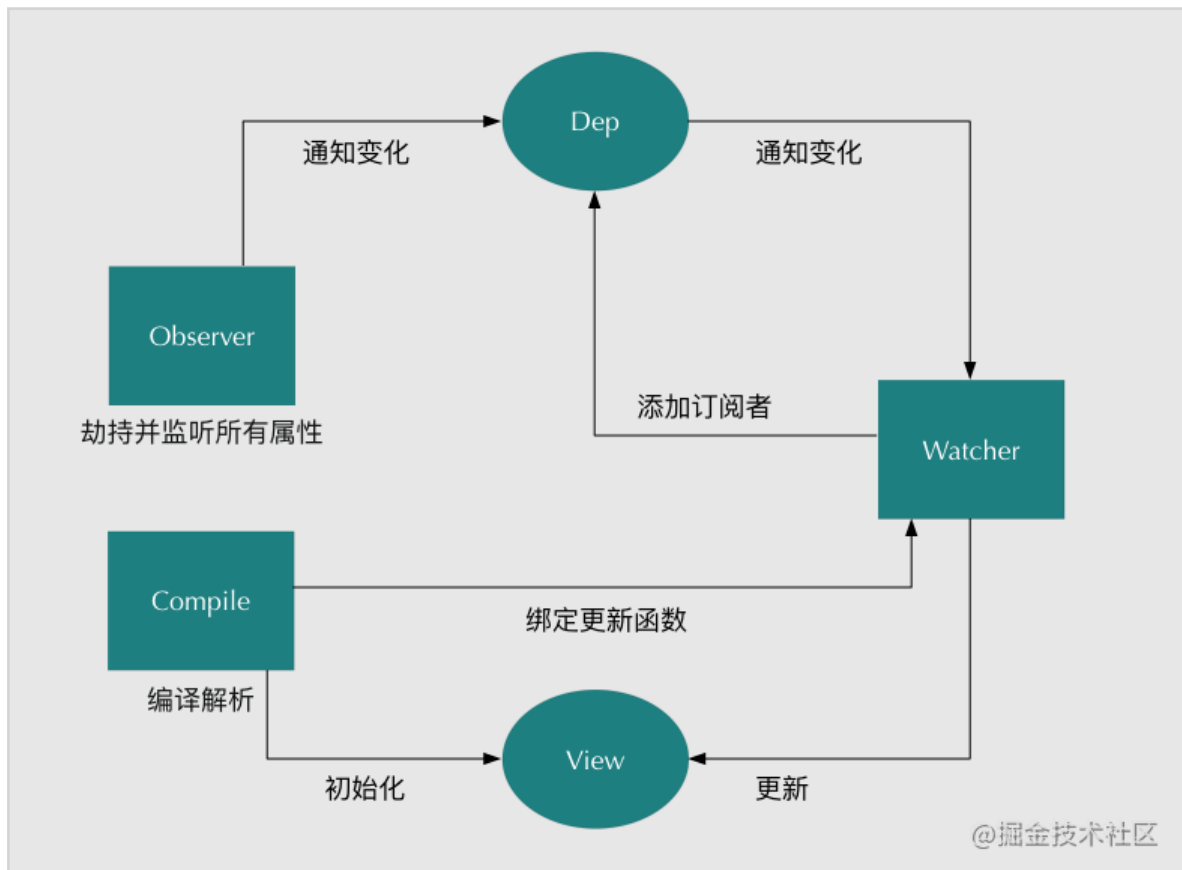 Dep
通知变化
通知变化
Observer
劫持并监听所有属性
添加订阅者
Watcher
Compile
绑定更新函数
编译解析
View
初始化
更新
@掘金技术社区